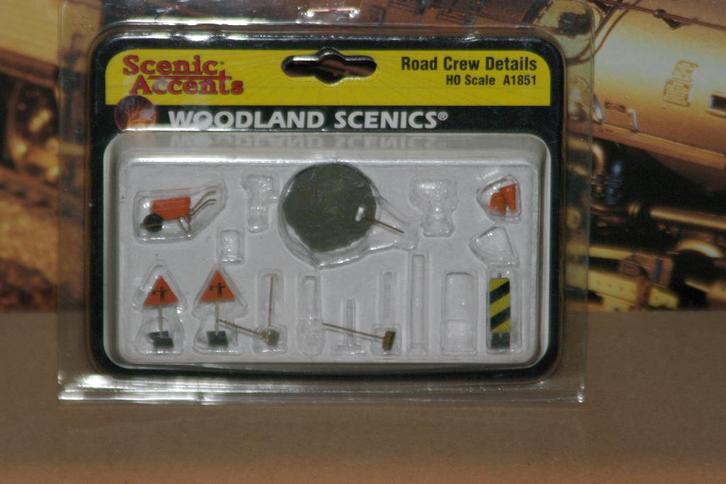 Scenic
Accents
Road Crew Details
HO Scale A1851
WOODLAND SCENICS®